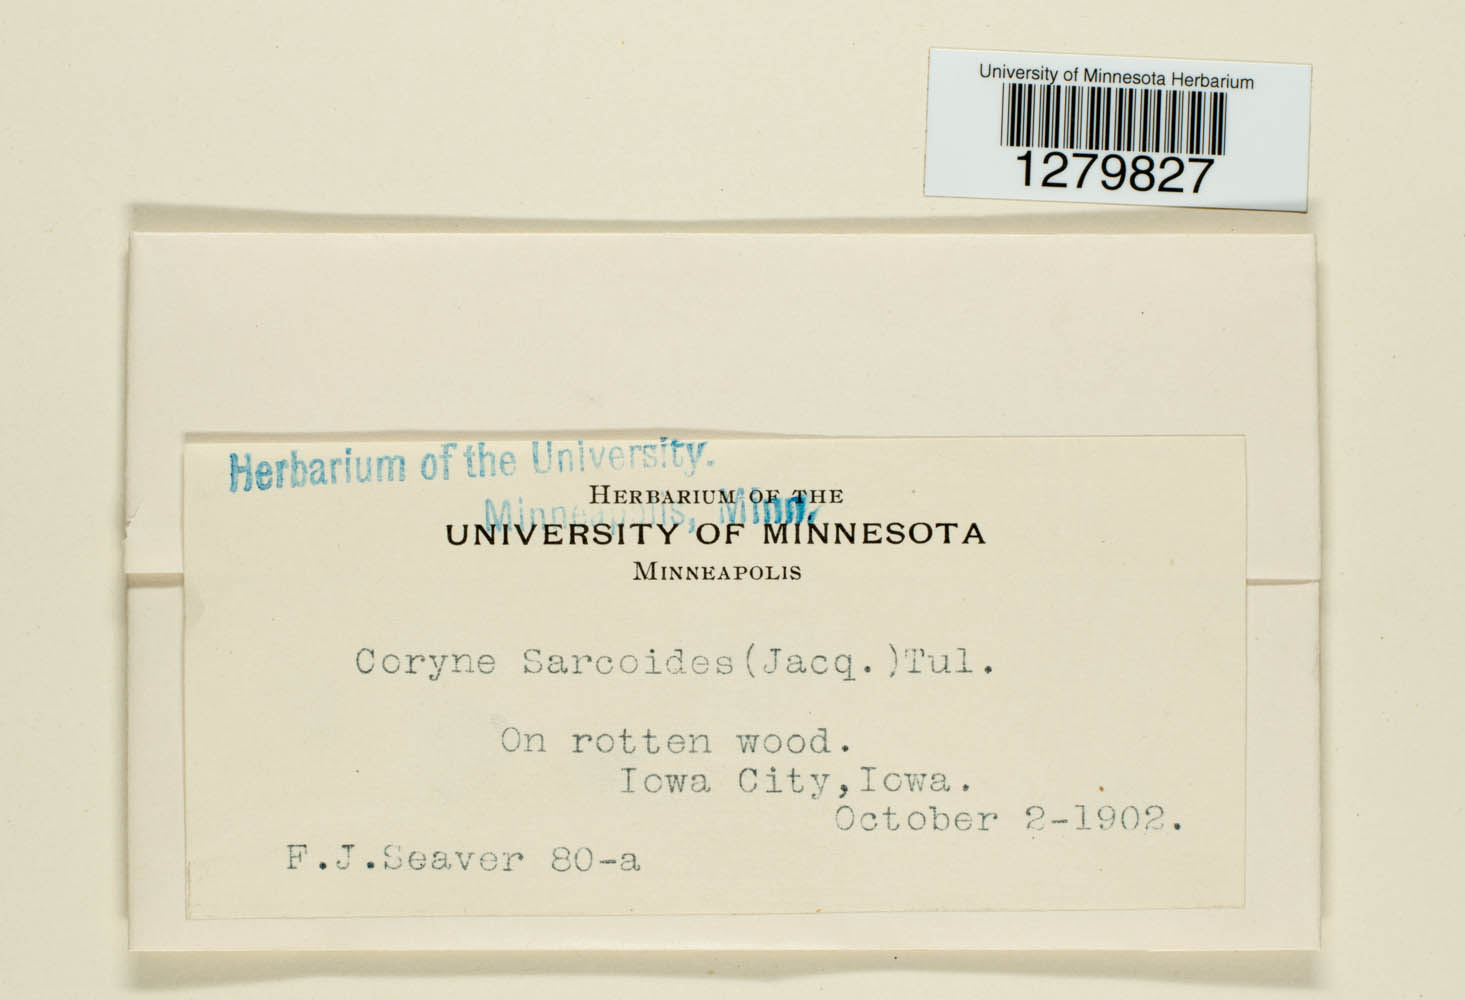 University of Minnesota Herbarium
1279827
Herbarium of the University.
Minneapolis, Minn.
HERBARIUM OF THE
UNIVERSITY OF MINNESOTA
MINNEAPOLIS
Coryne Sarcoides(Jacq.)Tul.
On rotten wood.
Iowa City,Iowa.
October 2-1902.
F.J.Seaver 80-a